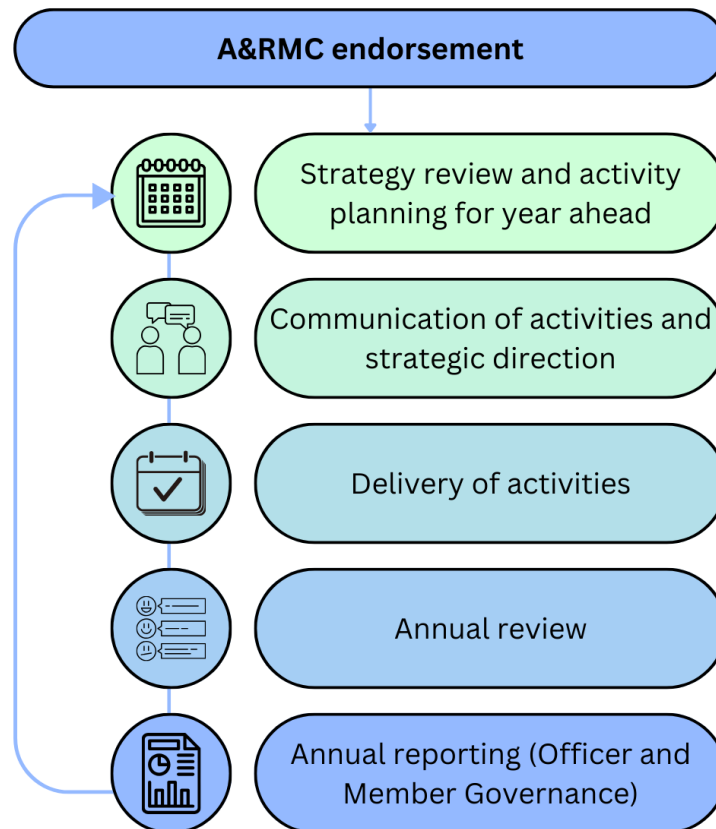 A&RMC endorsement
Strategy review and activity
planning for year ahead
Communication of activities and
strategic direction
Delivery of activities
Annual review
Annual reporting (Officer and
Member Governance)